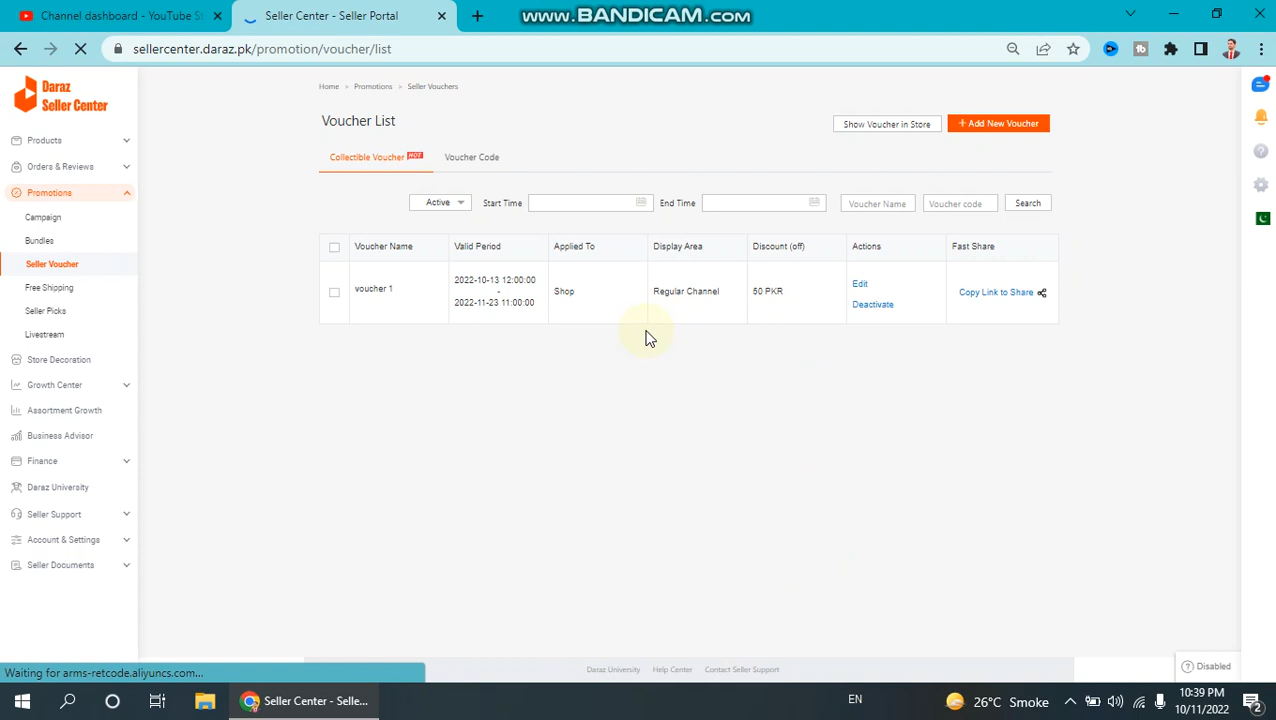 WWW.BANDICAM.COM
Channel dashboard - YouTube St
Seller Center - Seller Portal
sellercenter.daraz.pk/promotion/voucher/list
Daraz
Seller Center
Products
Orders & Reviews
Promotions
Campaign
Bundles
Seller Voucher
Free Shipping
Seller Picks
Livestream
Store Decoration
Growth Center
Assortment Growth
Business Advisor
Finance
Daraz University
Seller Support
Account & Settings
Seller Documents
Home > Promotions > Seller Vouchers
Voucher List
Show Voucher in Store
+ Add New Voucher
Collectible Voucher HOT
Voucher Code
Active
Start Time
End Time
Voucher Name
Voucher code
Search
Voucher Name Valid Period Applied To Display Area Discount (off) Actions Fast Share
voucher 1
2022-10-13 12:00:00
-
2022-11-23 11:00:00
Shop
Regular Channel
50 PKR
Edit
Deactivate
Copy Link to Share
Daraz University Help Center Contact Seller Support
Disabled
Waiting for arms-retcode.aliyuncs.com...
Seller Center - Selle...
EN
26°C Smoke
10:39 PM
10/11/2022
2